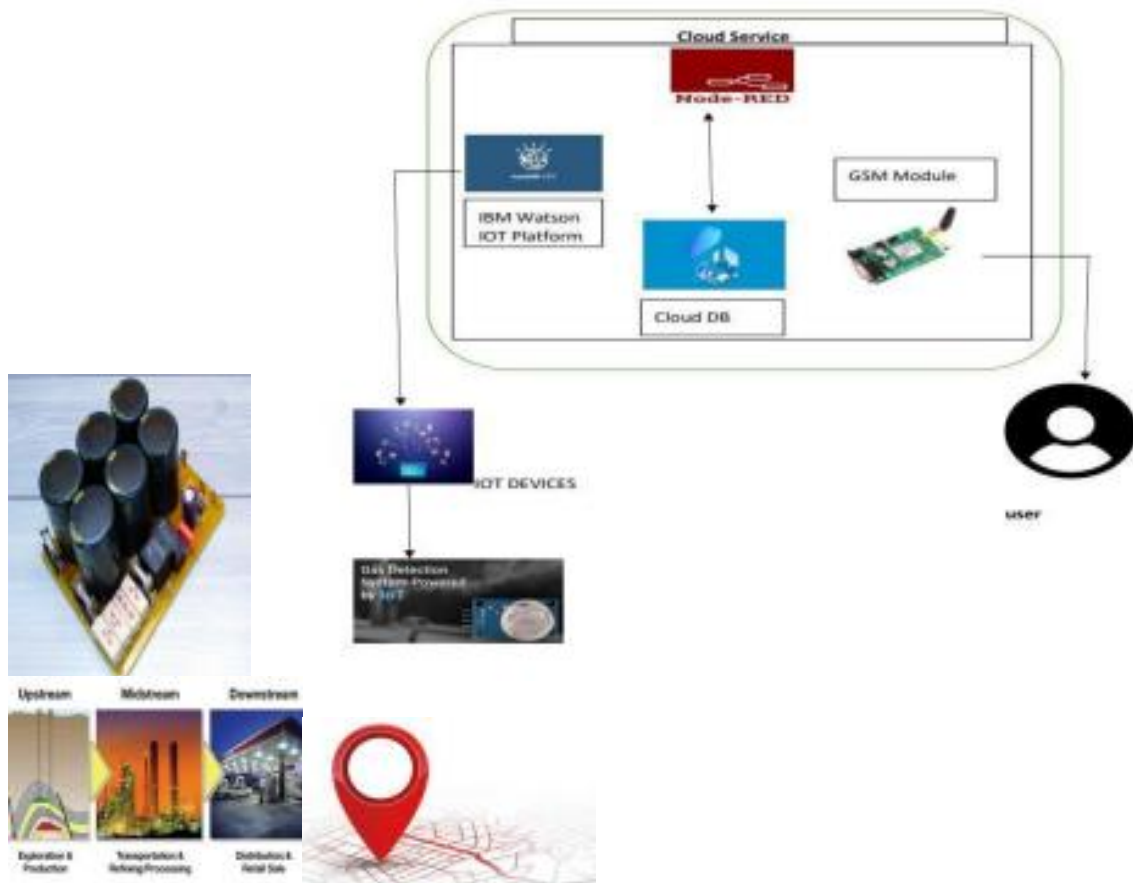 Cloud Service
Node-RED
GSM Module
IBM Watson
IOT Platform
Cloud DB
IOT DEVICES
user
Gas Detection
System Powered
by IoT
Upstream
Midstream
Downstream
Exploration &
Production
Transportation &
Refining/Processing
Distribution &
Retail Sale